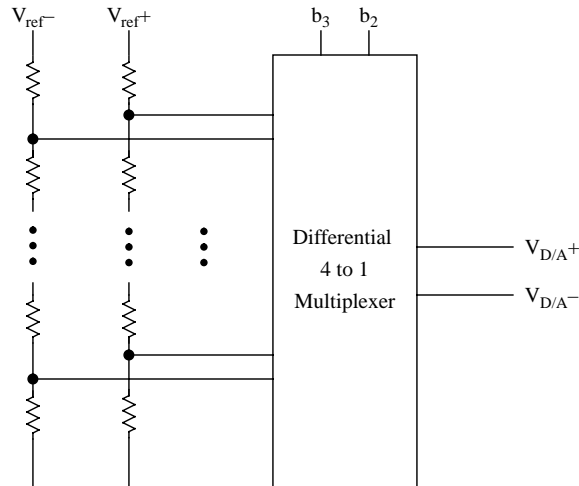 Vref− Vref+ b3 b2
Differential
4 to 1
Multiplexer
VD/A+
VD/A−